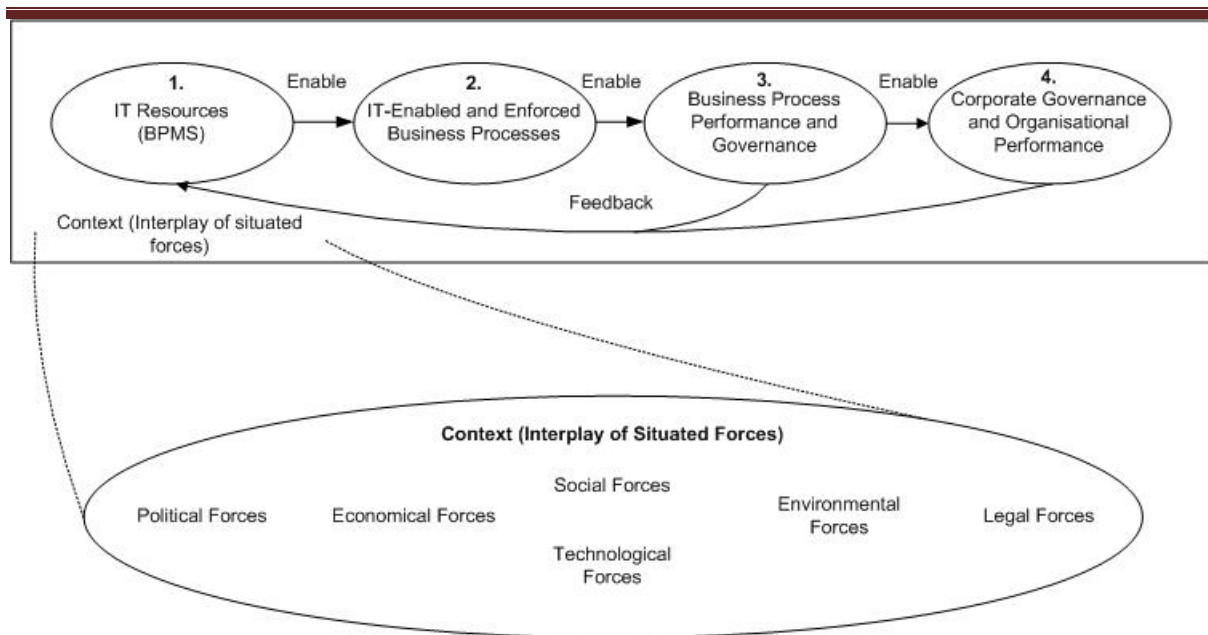 1.
IT Resources
(BPMS)
Enable
2.
IT-Enabled and Enforced
Business Processes
Enable
3.
Business Process
Performance and
Governance
Enable
4.
Corporate Governance
and Organisational
Performance
Feedback
Context (Interplay of situated
forces)
Context (Interplay of Situated Forces)
Political Forces
Economical Forces
Social Forces
Technological
Forces
Environmental
Forces
Legal Forces